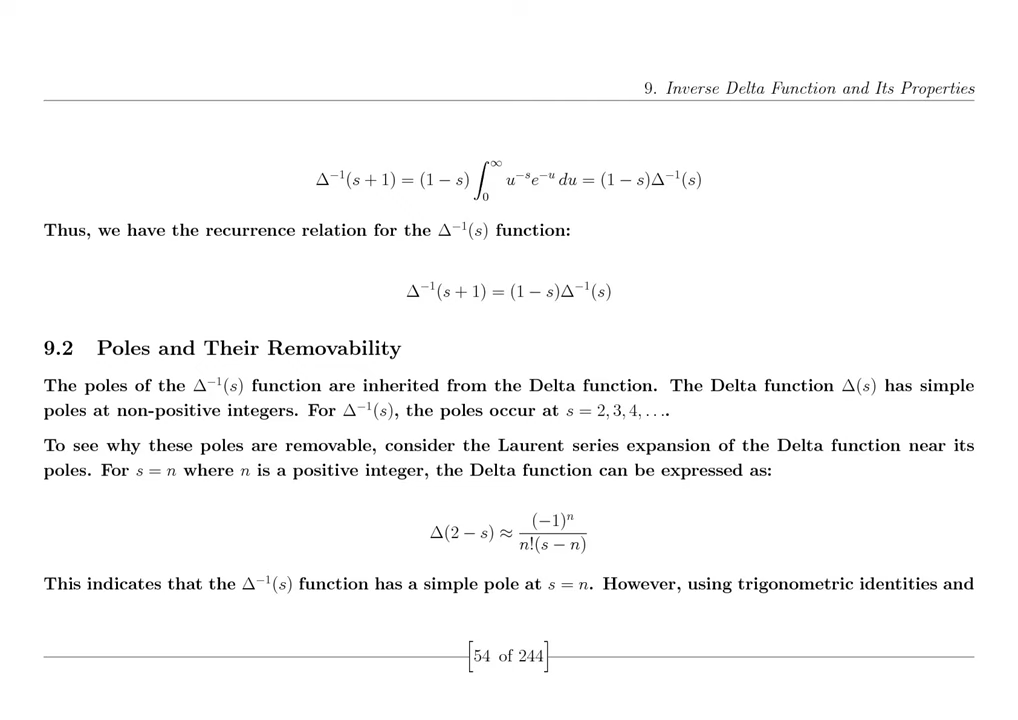 9. Inverse Delta Function and Its Properties
Δ⁻¹(s + 1) = (1 − s) ∫₀^∞ u⁻ˢe⁻ᵘ du = (1 − s)Δ⁻¹(s)
Thus, we have the recurrence relation for the Δ⁻¹(s) function:
Δ⁻¹(s + 1) = (1 − s)Δ⁻¹(s)
9.2 Poles and Their Removability
The poles of the Δ⁻¹(s) function are inherited from the Delta function. The Delta function Δ(s) has simple
poles at non-positive integers. For Δ⁻¹(s), the poles occur at s = 2, 3, 4, . . ..
To see why these poles are removable, consider the Laurent series expansion of the Delta function near its
poles. For s = n where n is a positive integer, the Delta function can be expressed as:
Δ(2 − s) ≈ (−1)ⁿ / n!(s − n)
This indicates that the Δ⁻¹(s) function has a simple pole at s = n. However, using trigonometric identities and
[54 of 244]